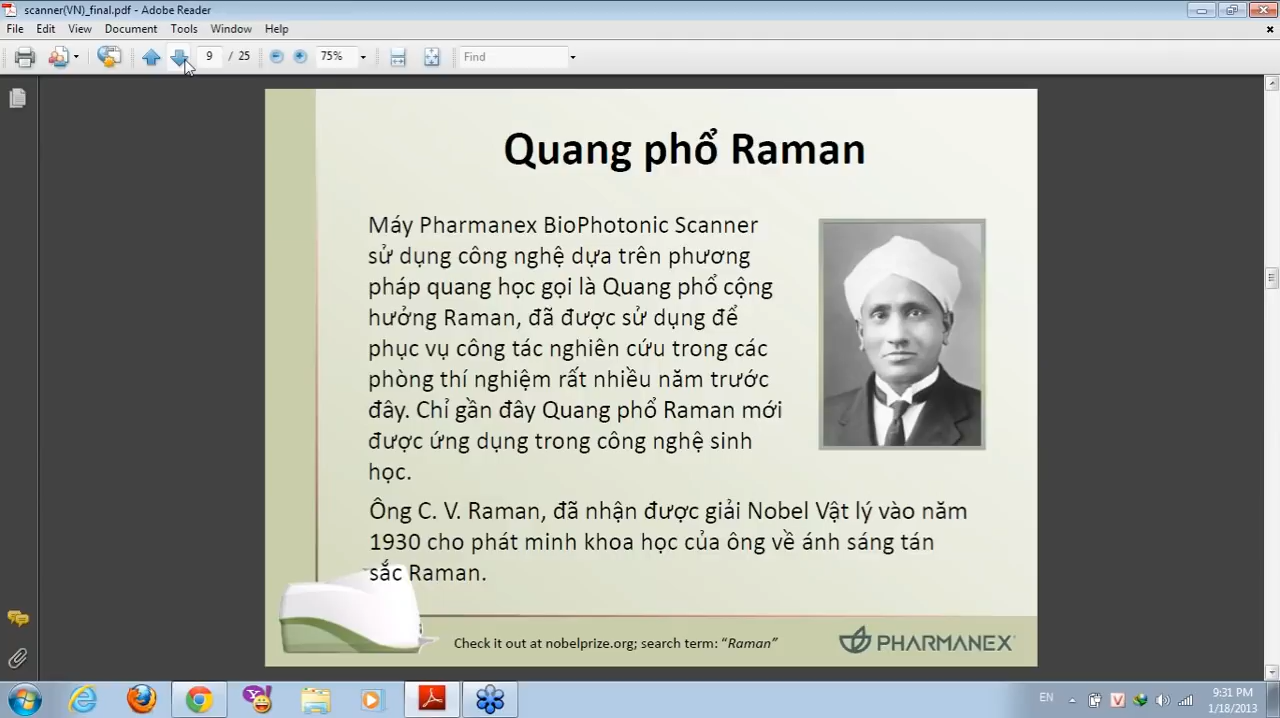 scanner(VN)_final.pdf - Adobe Reader
File Edit View Document Tools Window Help
9 / 25 75% Find
Quang phổ Raman
Máy Pharmanex BioPhotonic Scanner
sử dụng công nghệ dựa trên phương
pháp quang học gọi là Quang phổ cộng
hưởng Raman, đã được sử dụng để
phục vụ công tác nghiên cứu trong các
phòng thí nghiệm rất nhiều năm trước
đây. Chỉ gần đây Quang phổ Raman mới
được ứng dụng trong công nghệ sinh
học.
Ông C. V. Raman, đã nhận được giải Nobel Vật lý vào năm
1930 cho phát minh khoa học của ông về ánh sáng tán
sắc Raman.
Check it out at nobelprize.org; search term: “Raman”
PHARMANEX
EN
9:31 PM
1/18/2013